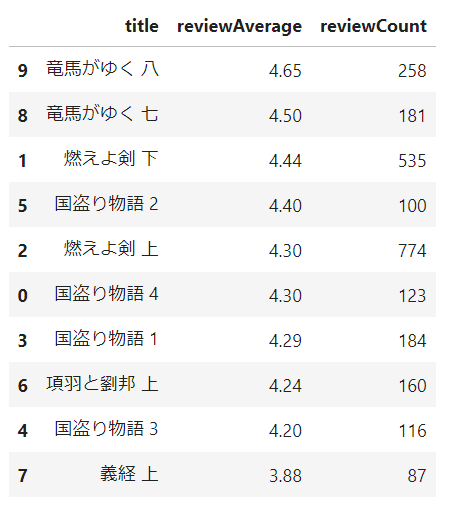 title reviewAverage reviewCount
9 竜馬がゆく 八 4.65 258
8 竜馬がゆく 七 4.50 181
1 燃えよ剣 下 4.44 535
5 国盗り物語 2 4.40 100
2 燃えよ剣 上 4.30 774
0 国盗り物語 4 4.30 123
3 国盗り物語 1 4.29 184
6 項羽と劉邦 上 4.24 160
4 国盗り物語 3 4.20 116
7 義経 上 3.88 87